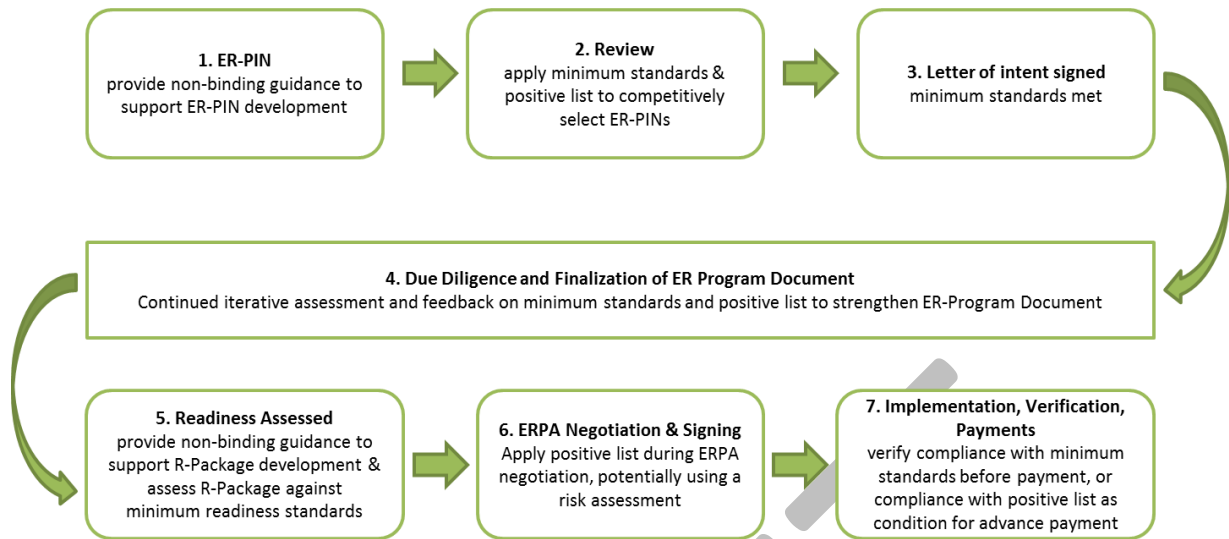 1. ER-PIN
provide non-binding guidance to
support ER-PIN development
2. Review
apply minimum standards &
positive list to competitively
select ER-PINs
3. Letter of intent signed
minimum standards met
4. Due Diligence and Finalization of ER Program Document
Continued iterative assessment and feedback on minimum standards and positive list to strengthen ER-Program Document
5. Readiness Assessed
provide non-binding guidance to
support R-Package development &
assess R-Package against
minimum readiness standards
6. ERPA Negotiation & Signing
Apply positive list during ERPA
negotiation, potentially using a
risk assessment
7. Implementation, Verification,
Payments
verify compliance with minimum
standards before payment, or
compliance with positive list as
condition for advance payment